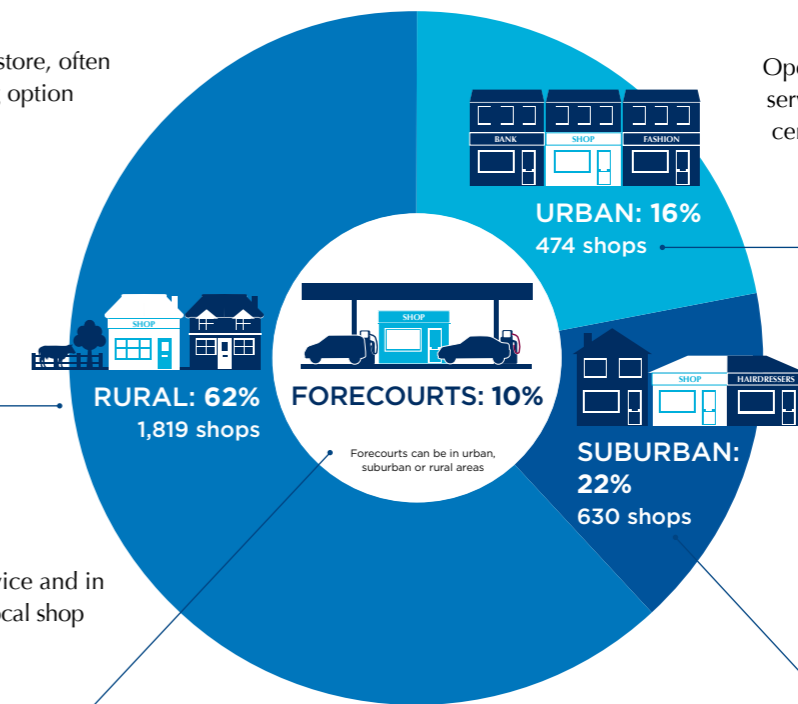 store, often
option
Ope
serv
cen
BANK
SHOP
FASHION
URBAN: 16%
474 shops
SHOP
RURAL: 62%
1,819 shops
SHOP
FORECOURTS: 10%
Forecourts can be in urban,
suburban or rural areas
SHOP
HAIRDRESSERS
SUBURBAN:
22%
630 shops
vice and in
ocal shop